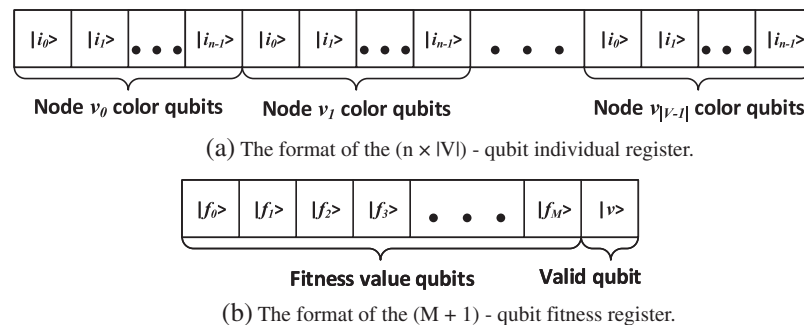 |i₀> |i₁> ••• |iₙ₋₁> |i₀> |i₁> ••• |iₙ₋₁> • • • |i₀> |i₁> ••• |iₙ₋₁>
Node v₀ color qubits Node v₁ color qubits Node v|V-1| color qubits
(a) The format of the (n × |V|) - qubit individual register.
|f₀> |f₁> |f₂> |f₃> • • • |f_M> |v>
Fitness value qubits Valid qubit
(b) The format of the (M + 1) - qubit fitness register.